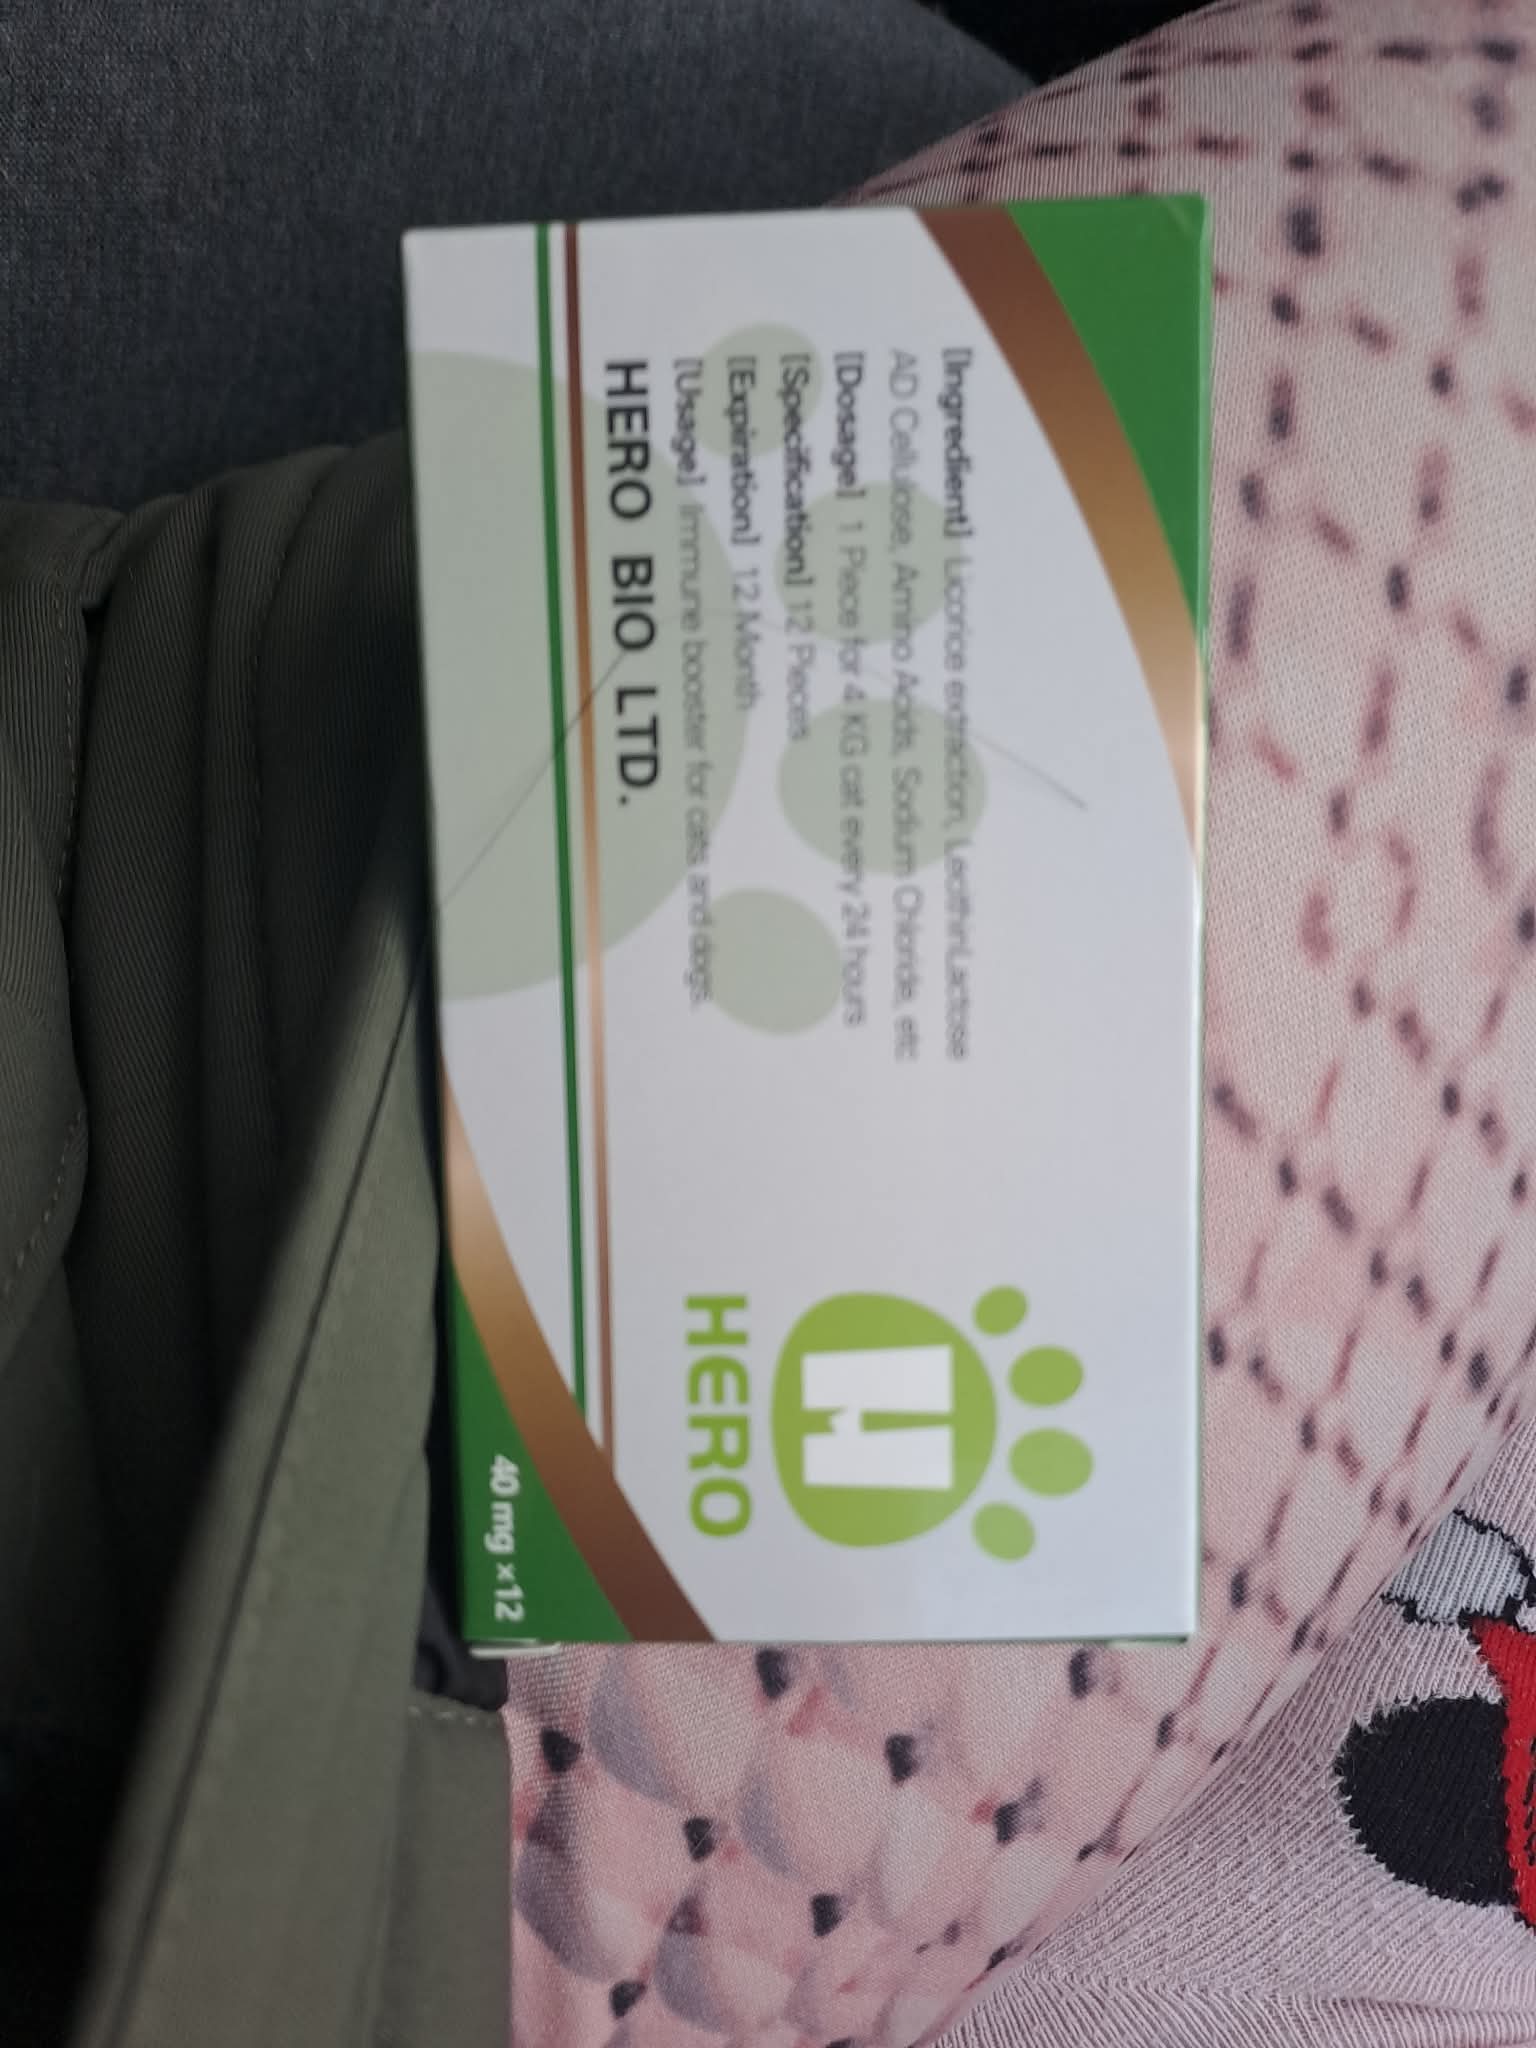 [Ingredient] Licorice extraction, LecithinLactose
AD Cellulose, Amino Acids, Sodium Chloride, etc
[Dosage] 1 Piece for 4 KG cat every 24 hours
[Specification] 12 Pieces
[Expiration] 12 Month
[Usage] Immune booster for cats and dogs.
HERO BIO LTD.
H
HERO
40 mg ×12